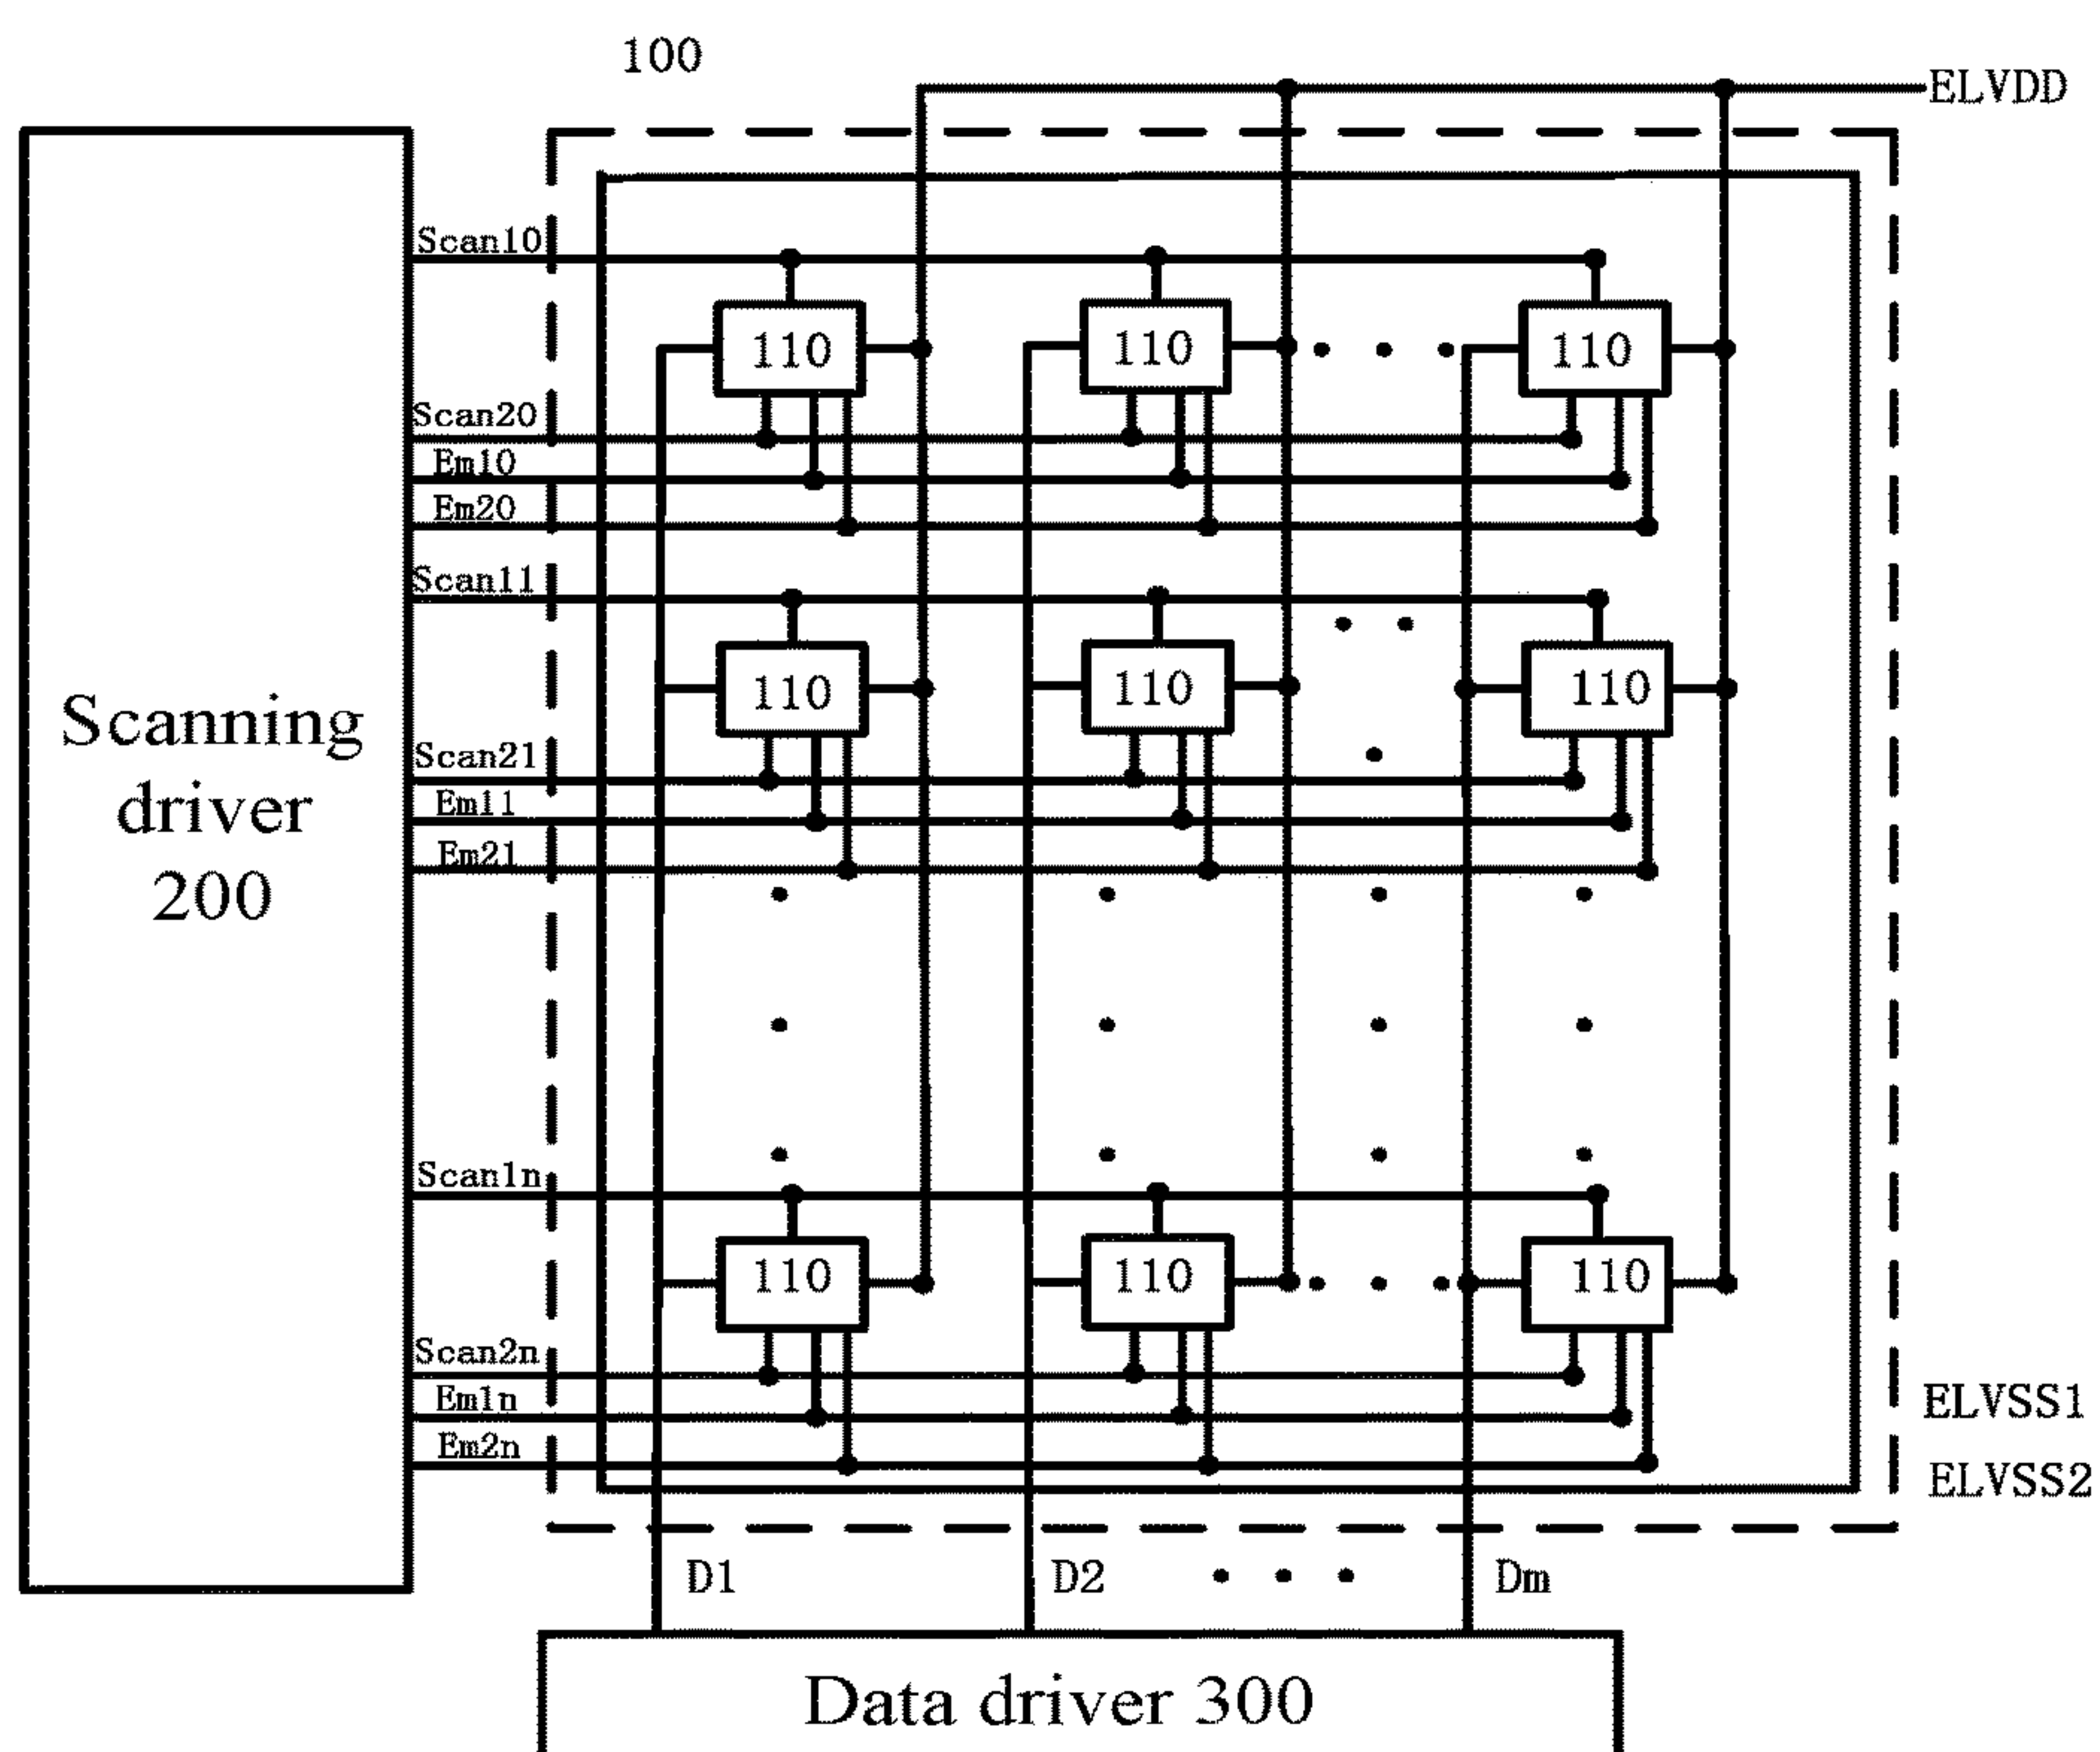 100
ELVDD
Scan10
110 110 110
Scan20
Em10
Em20
Scan11
110 110 110
Scan21
Em11
Em21
Scanning
driver
200
Scan1n
110 110 110
Scan2n
Em1n
Em2n
ELVSS1
ELVSS2
D1 D2 Dm
Data driver 300